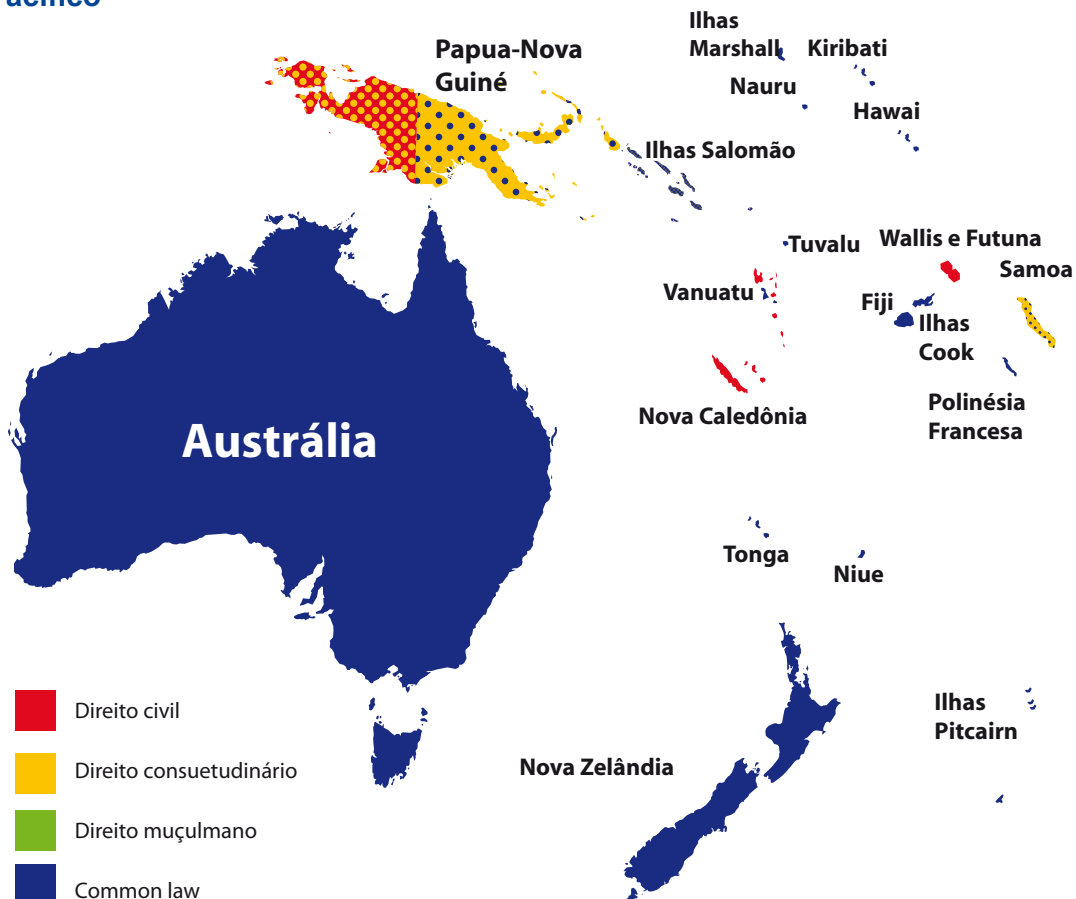 Ilhas
Marshall
Kiribati
Papua-Nova
Guiné
Nauru
Hawai
Ilhas Salomão
Tuvalu
Wallis e Futuna
Samoa
Vanuatu
Fiji
Ilhas
Cook
Nova Caledônia
Polinésia
Francesa
Austrália
Tonga
Niue
Ilhas
Pitcairn
Nova Zelândia
Direito civil
Direito consuetudinário
Direito muçulmano
Common law